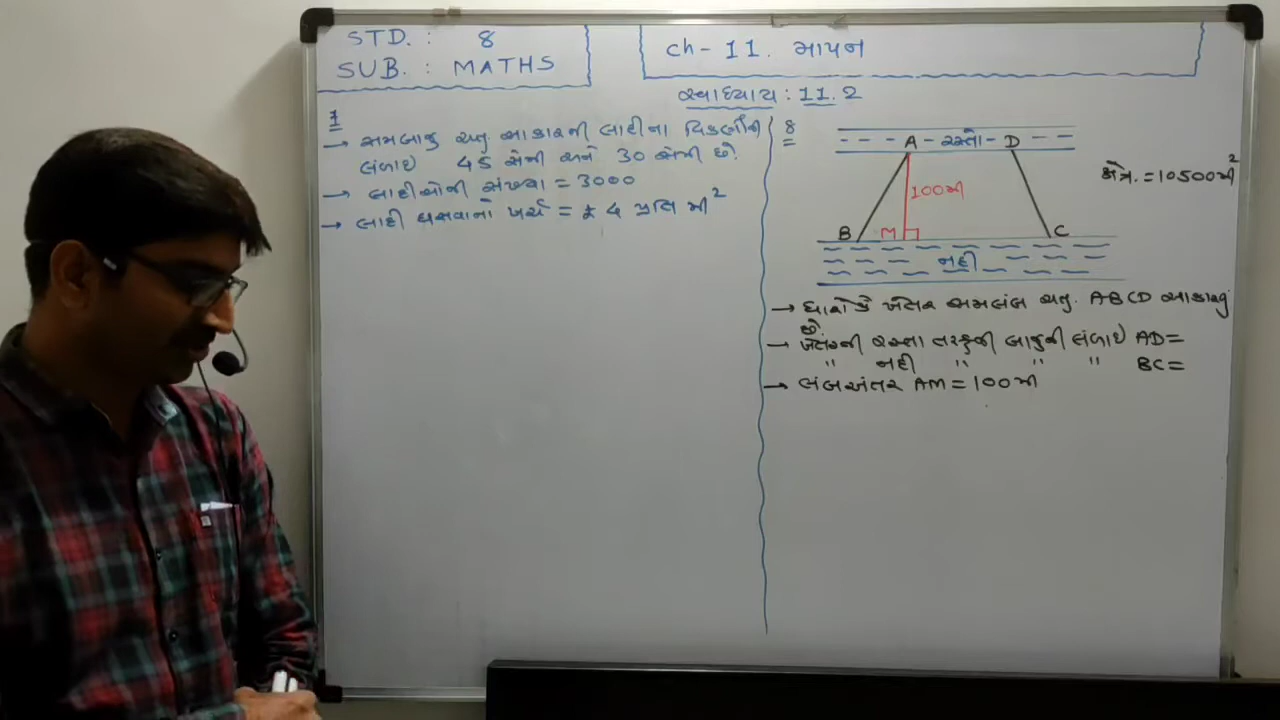 STD. : 8
SUB. : MATHS
ch - 11. માપન
સ્વાધ્યાય : 11.2
7
→ સમબાજુ ચતુ. આકારની લાદીના વિકર્ણોની
લંબાઈ 45 સેમી અને 30 સેમી છે.
→ લાદીઓની સંખ્યા = 3000
→ લાદી ઘસવાનો ખર્ચ = ₹ 4 પ્રતિ મી²
8
A - રસ્તો - D
100મી
ક્ષેત્ર. = 10500મી²
B M C
નદી
→ ધારો કે ખેતર સમલંબ ચતુ. ABCD આકારનું
છે.
→ ખેતરની રસ્તા તરફની બાજુની લંબાઈ AD =
" નદી " " " BC =
→ લંબઅંતર AM = 100મી